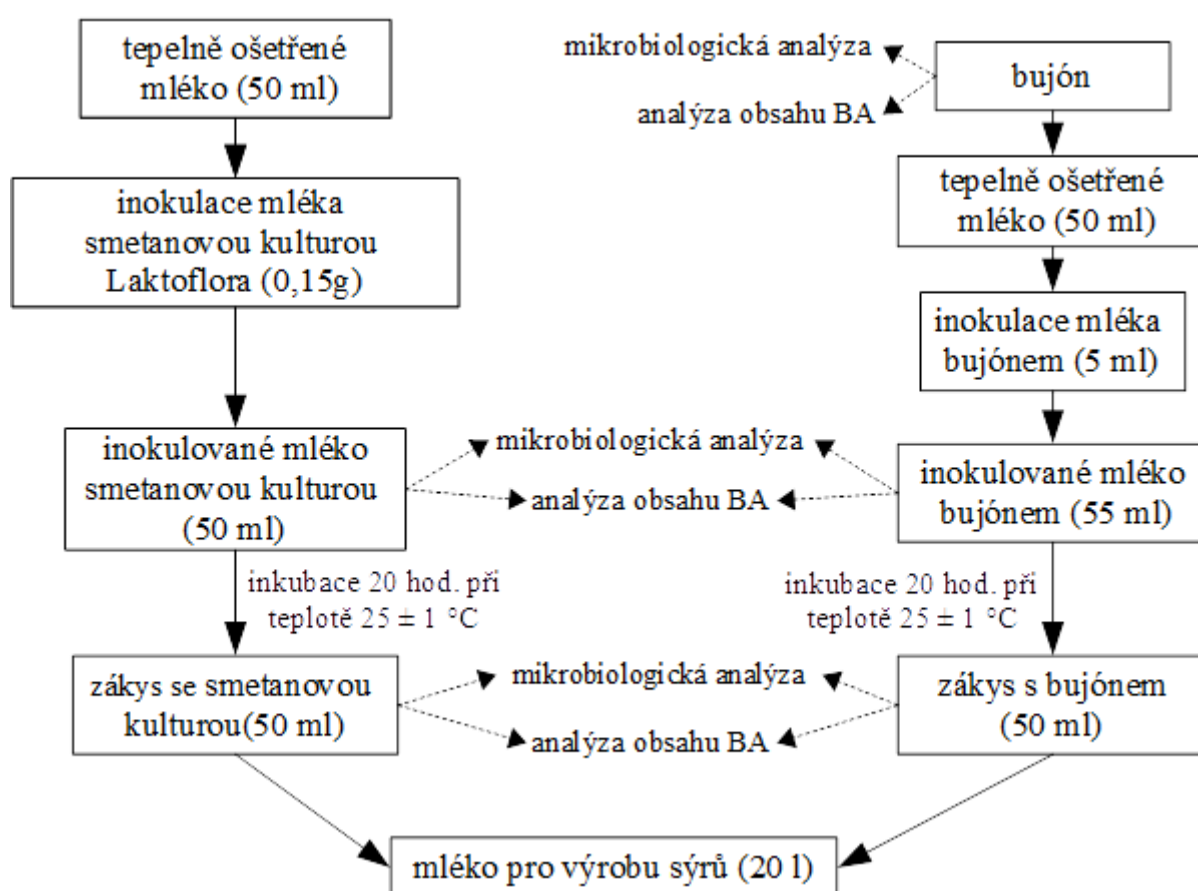 tepelně ošetřené
mléko (50 ml)
inokulace mléka
smetanovou kulturou
Laktoflora (0,15g)
inokulované mléko
smetanovou kulturou
(50 ml)
inkubace 20 hod. při
teplotě 25 ± 1 °C
zákys se smetanovou
kulturou(50 ml)
mikrobiologická analýza
analýza obsahu BA
bujón
tepelně ošetřené
mléko (50 ml)
inokulace mléka
bujónem (5 ml)
mikrobiologická analýza
analýza obsahu BA
inokulované mléko
bujónem (55 ml)
inkubace 20 hod. při
teplotě 25 ± 1 °C
mikrobiologická analýza
analýza obsahu BA
zákys s bujónem
(50 ml)
mléko pro výrobu sýrů (20 l)